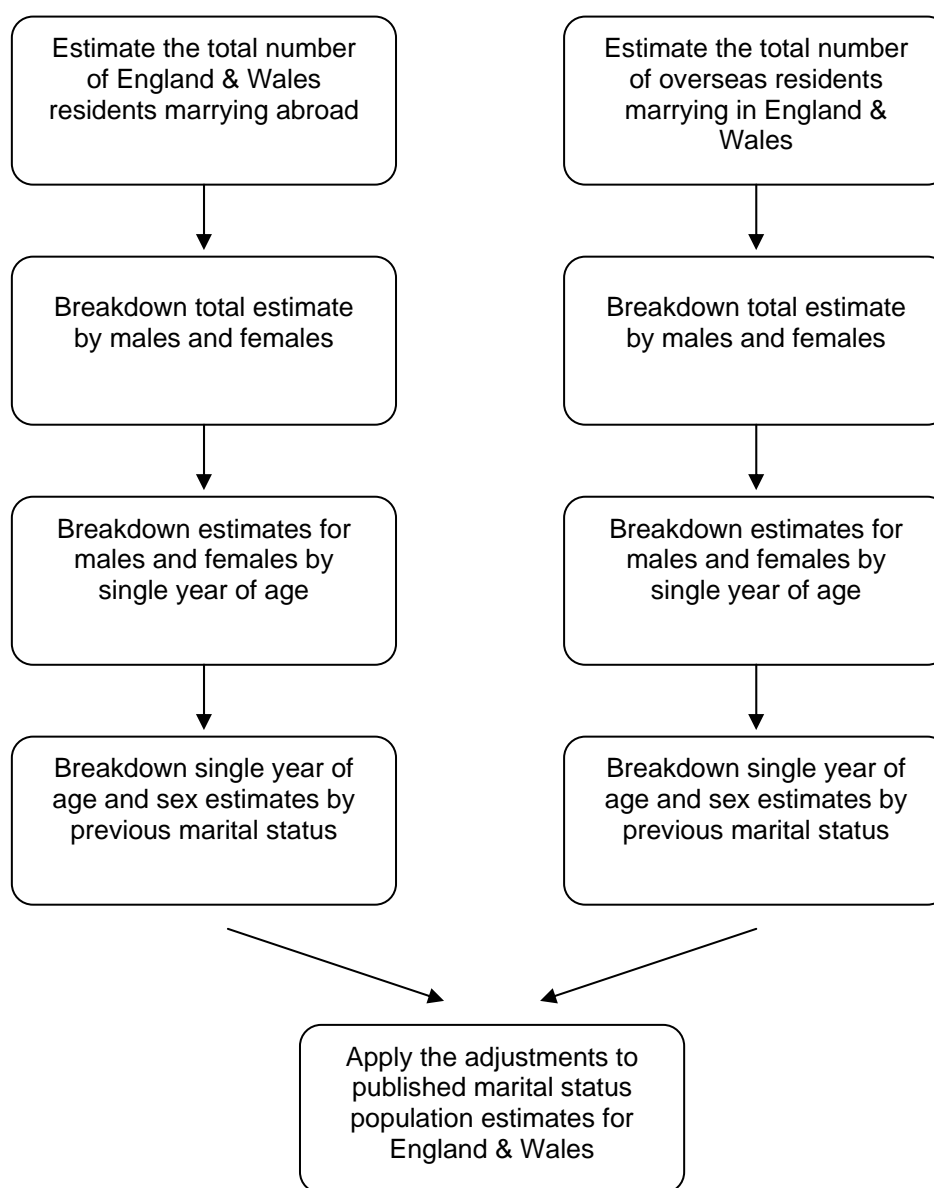 Estimate the total number
of England & Wales
residents marrying abroad
Estimate the total number
of overseas residents
marrying in England &
Wales
Breakdown total estimate
by males and females
Breakdown total estimate
by males and females
Breakdown estimates for
males and females by
single year of age
Breakdown estimates for
males and females by
single year of age
Breakdown single year of
age and sex estimates by
previous marital status
Breakdown single year of
age and sex estimates by
previous marital status
Apply the adjustments to
published marital status
population estimates for
England & Wales